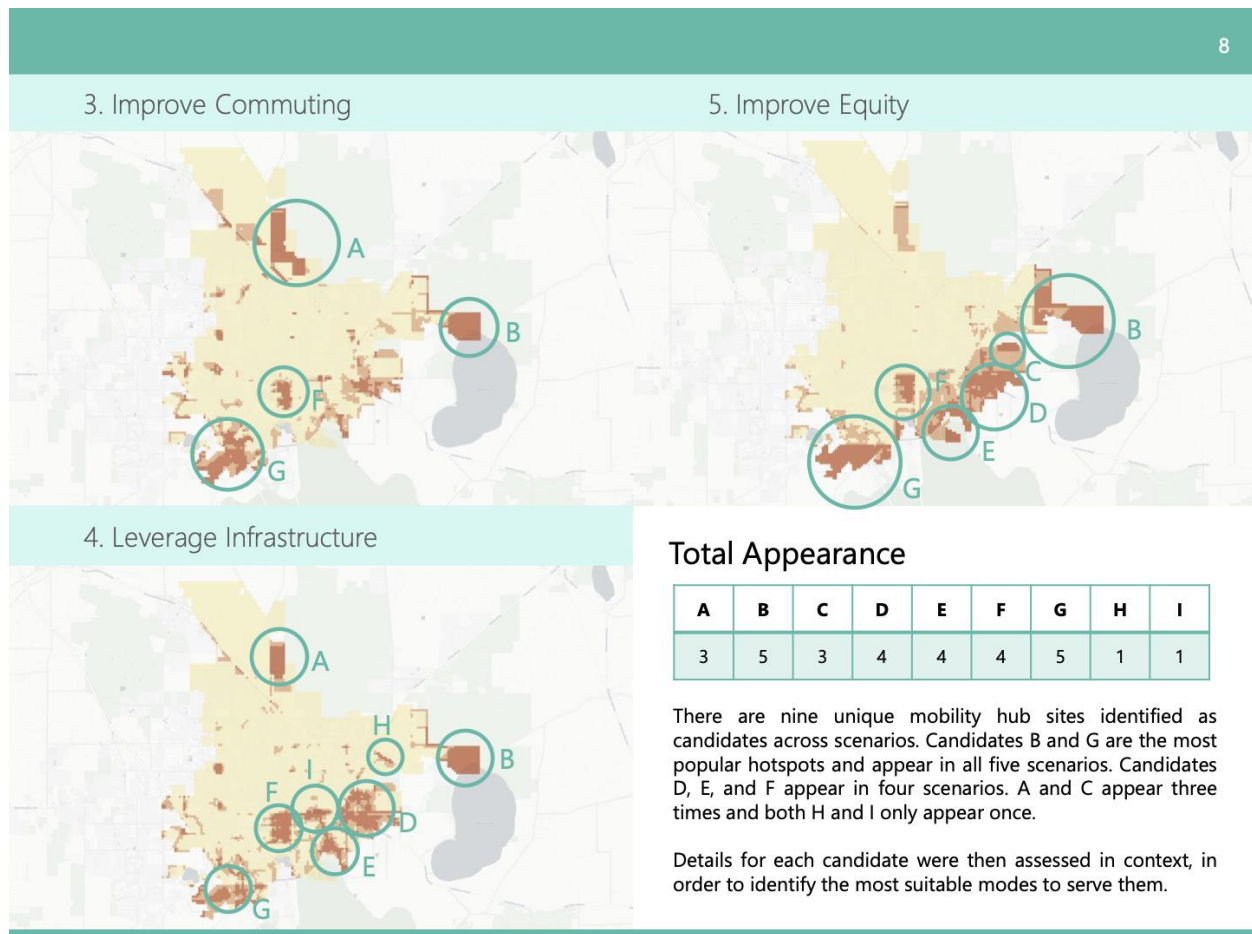 8
3. Improve Commuting
A
B
F
G
5. Improve Equity
B
C
F
D
E
G
4. Leverage Infrastructure
A
H
B
I
F
D
E
G
Total Appearance
A B C D E F G H I
3 5 3 4 4 4 5 1 1
There are nine unique mobility hub sites identified as
candidates across scenarios. Candidates B and G are the most
popular hotspots and appear in all five scenarios. Candidates
D, E, and F appear in four scenarios. A and C appear three
times and both H and I only appear once.
Details for each candidate were then assessed in context, in
order to identify the most suitable modes to serve them.